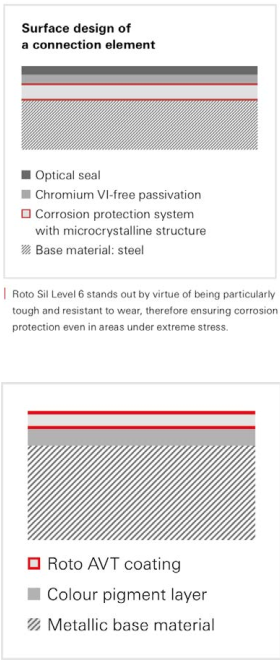 Surface design of
a connection element
Optical seal
Chromium VI-free passivation
Corrosion protection system
with microcrystalline structure
Base material: steel
Roto Sil Level 6 stands out by virtue of being particularly
tough and resistant to wear, therefore ensuring corrosion
protection even in areas under extreme stress.
Roto AVT coating
Colour pigment layer
Metallic base material